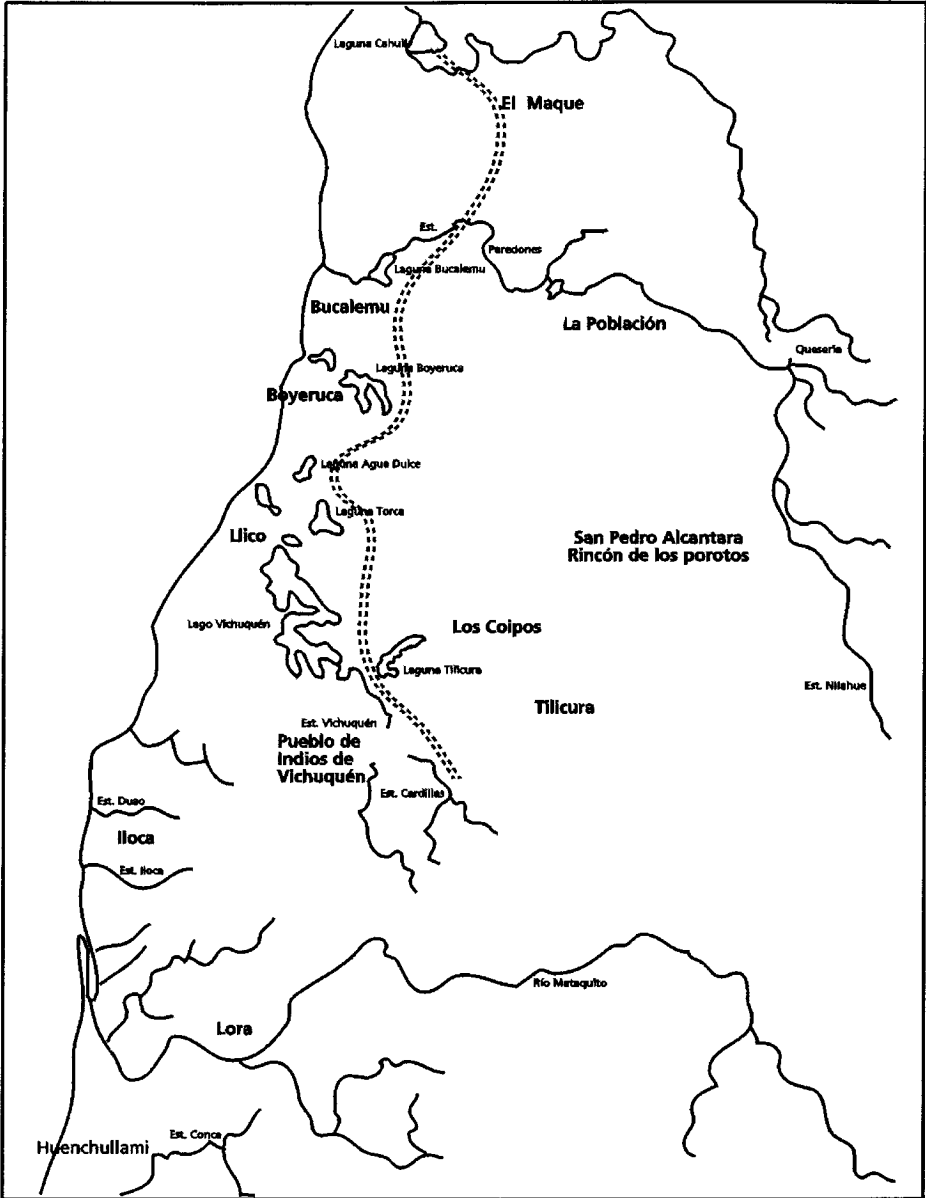 Laguna Cahuil
El Maque
Est.
Paredones
Laguna Bucalemu
Bucalemu
La Población
Queseria
Laguna Boyeruca
Boyeruca
Laguna Agua Dulce
Laguna Torca
Llico
San Pedro Alcantara
Rincón de los porotos
Lago Vichuquén
Los Coipos
Laguna Tilicura
Est. Nilahue
Tilicura
Est. Vichuquén
Pueblo de
Indios de
Vichuquén
Est. Cardillas
Est. Duao
Iloca
Est. Iloca
Río Mataquito
Lora
Est. Conca
Huenchullami